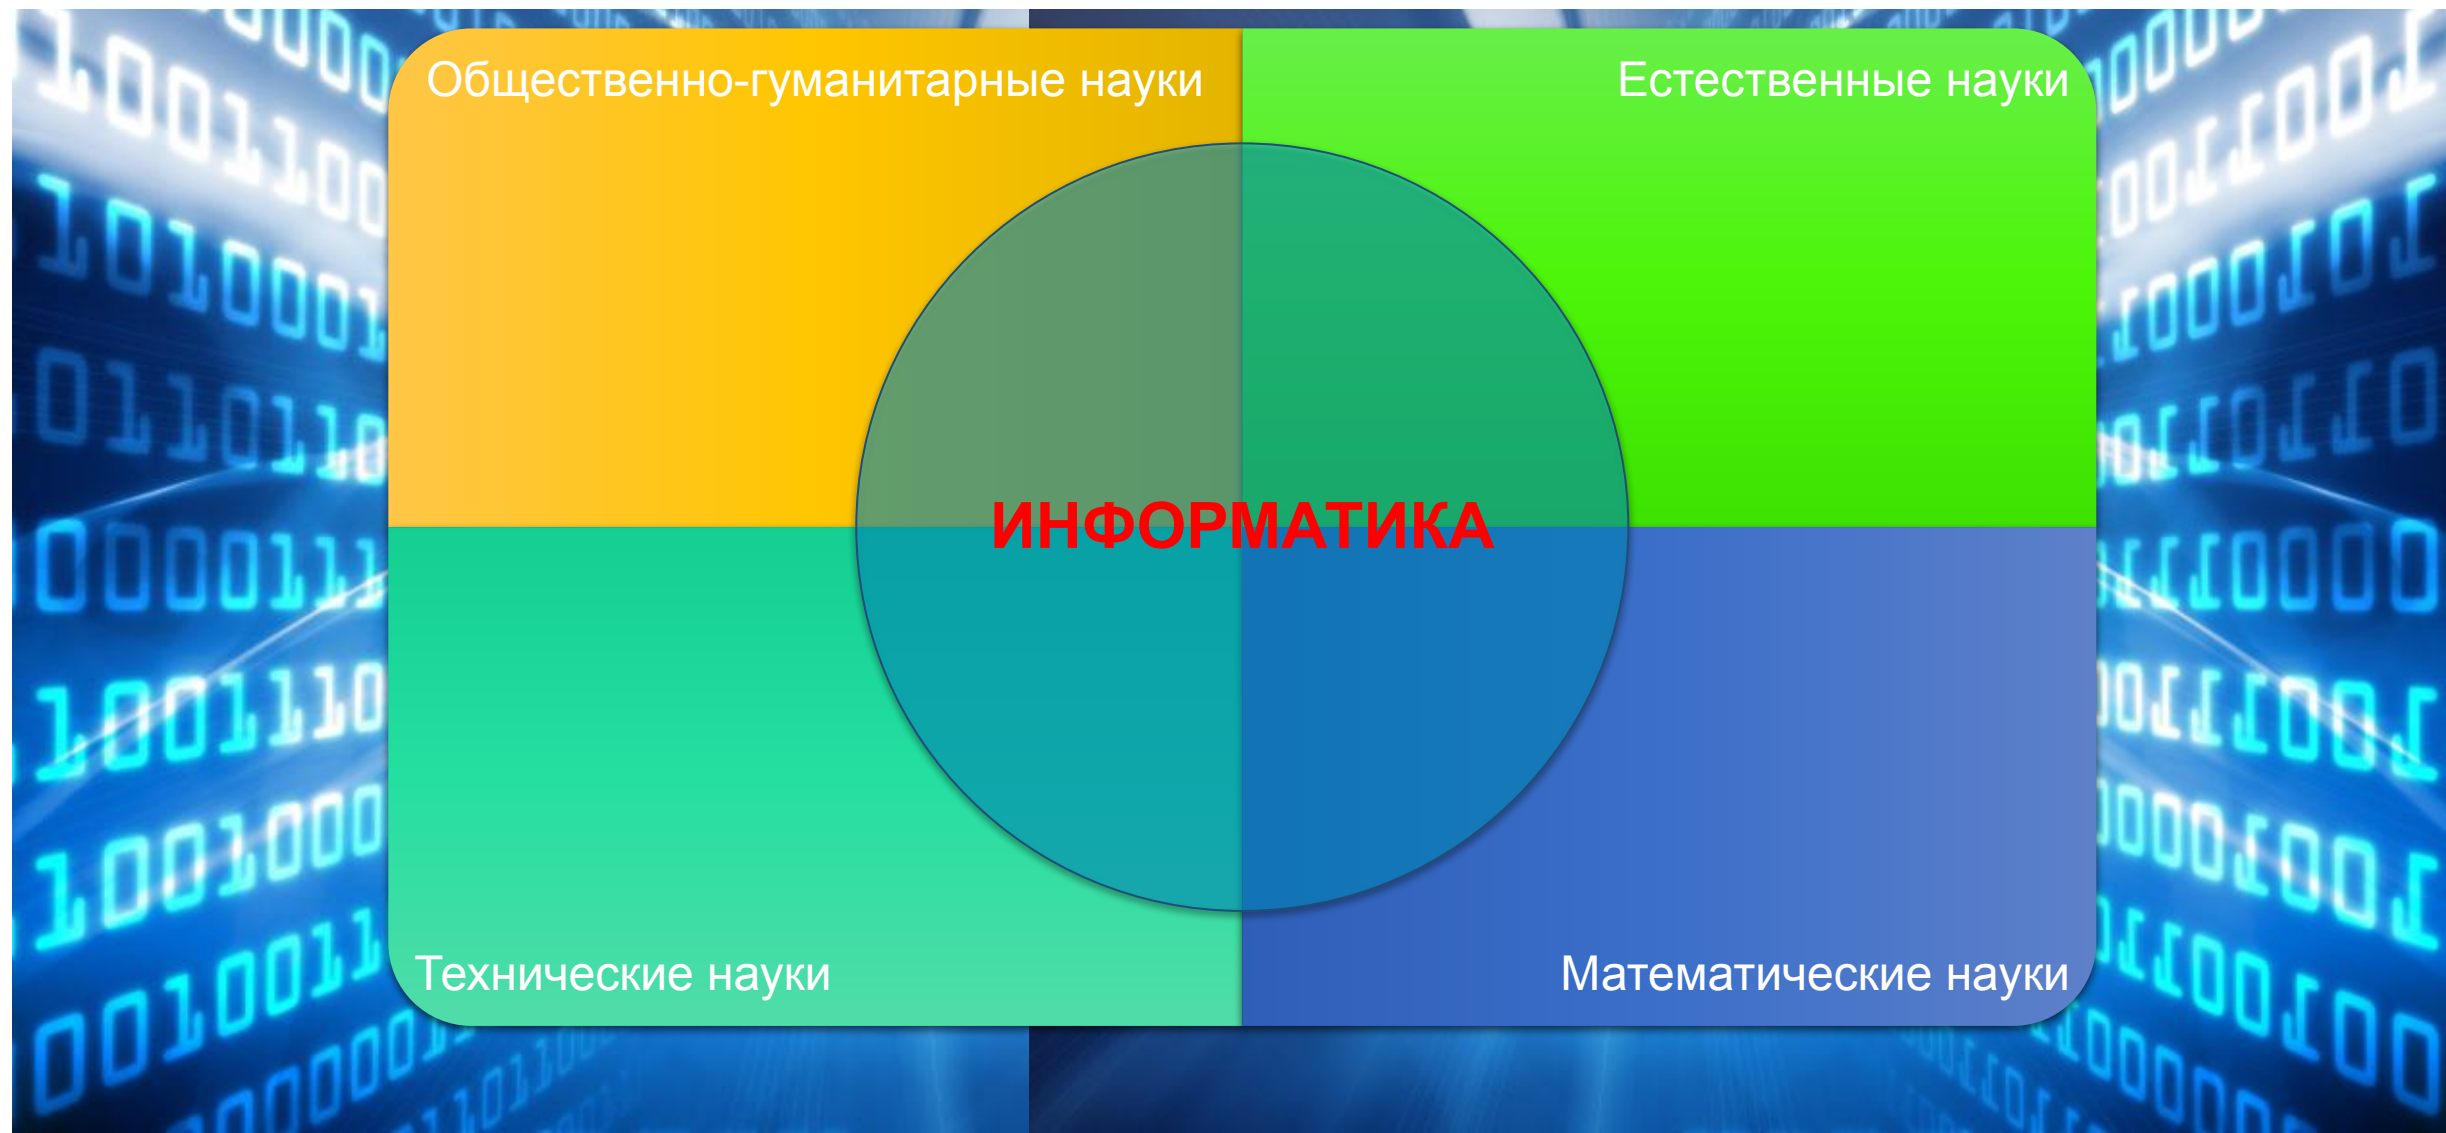 Общественно-гуманитарные науки
Естественные науки
ИНФОРМАТИКА
Технические науки
Математические науки